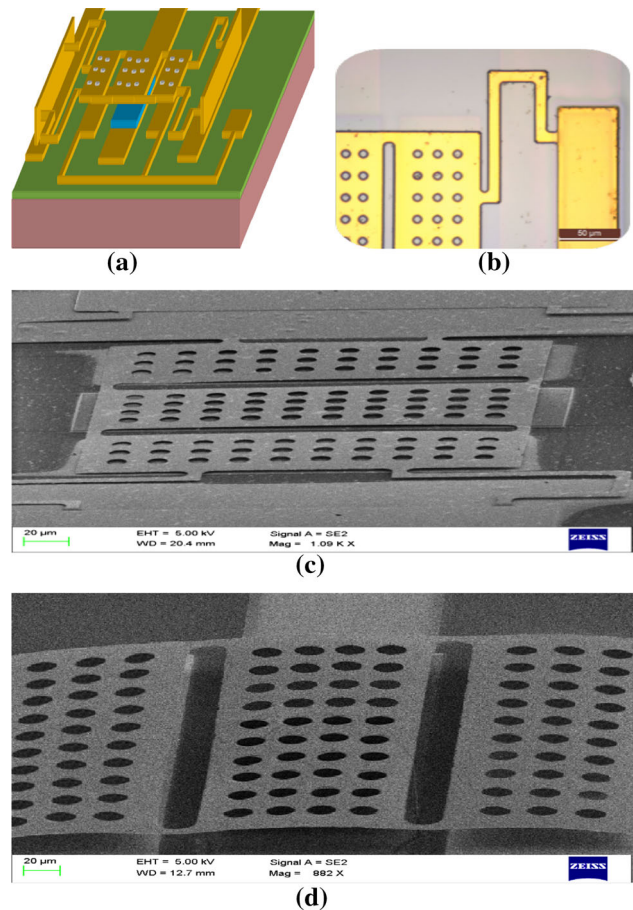 (a)
50 µm
(b)
20 µm
EHT = 5.00 kV
WD = 20.4 mm
Signal A = SE2
Mag = 1.09 K X
ZEISS
(c)
20 µm
EHT = 5.00 kV
WD = 12.7 mm
Signal A = SE2
Mag = 882 X
ZEISS
(d)